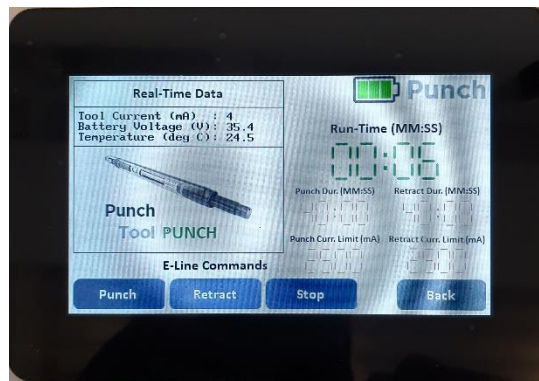 Real-Time Data
Punch
Tool Current (mA) : 4
Battery Voltage (V): 35.4
Temperature (deg C): 24.5
Run-Time (MM:SS)
00:06
Punch Dur. (MM:SS)
Retract Dur. (MM:SS)
Punch
Tool PUNCH
Punch Curr. Limit (mA)
Retract Curr. Limit (mA)
E-Line Commands
Punch
Retract
Stop
Back